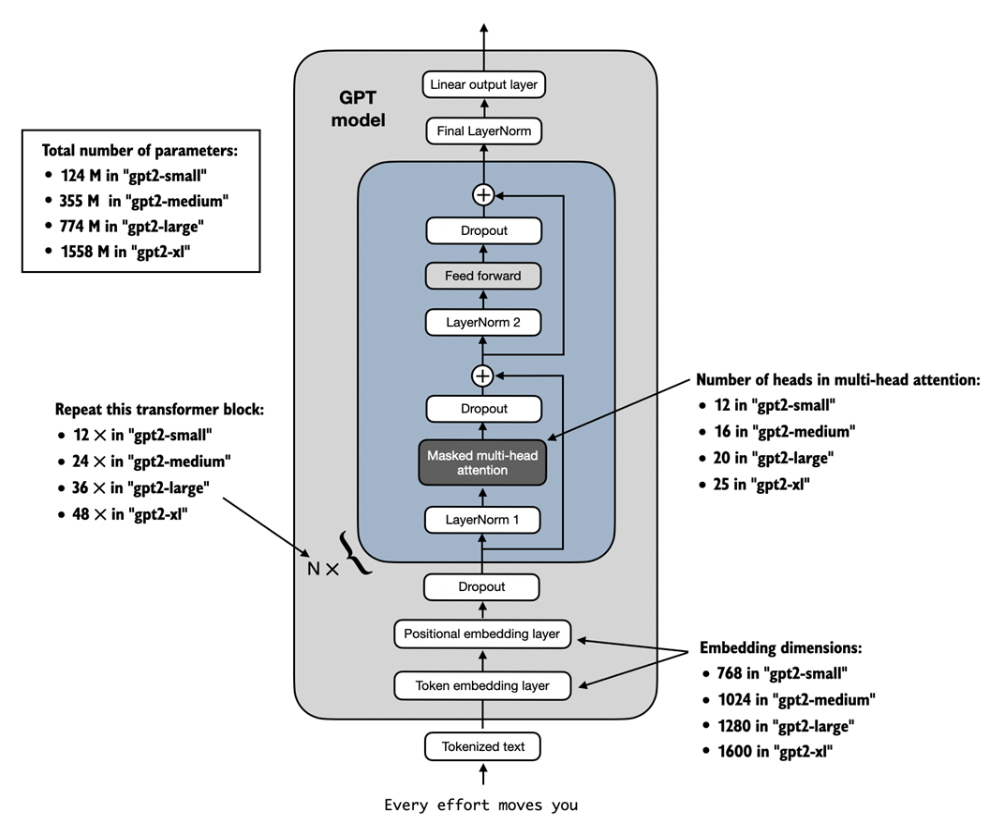 Linear output layer
GPT
model
Final LayerNorm
Total number of parameters:
• 124 M in "gpt2-small"
• 355 M in "gpt2-medium"
• 774 M in "gpt2-large"
• 1558 M in "gpt2-xl"
+
Dropout
Feed forward
LayerNorm 2
+
Dropout
Masked multi-head
attention
LayerNorm 1
Number of heads in multi-head attention:
• 12 in "gpt2-small"
• 16 in "gpt2-medium"
• 20 in "gpt2-large"
• 25 in "gpt2-xl"
Repeat this transformer block:
• 12 × in "gpt2-small"
• 24 × in "gpt2-medium"
• 36 × in "gpt2-large"
• 48 × in "gpt2-xl"
N × {
Dropout
Positional embedding layer
Token embedding layer
Embedding dimensions:
• 768 in "gpt2-small"
• 1024 in "gpt2-medium"
• 1280 in "gpt2-large"
• 1600 in "gpt2-xl"
Tokenized text
Every effort moves you